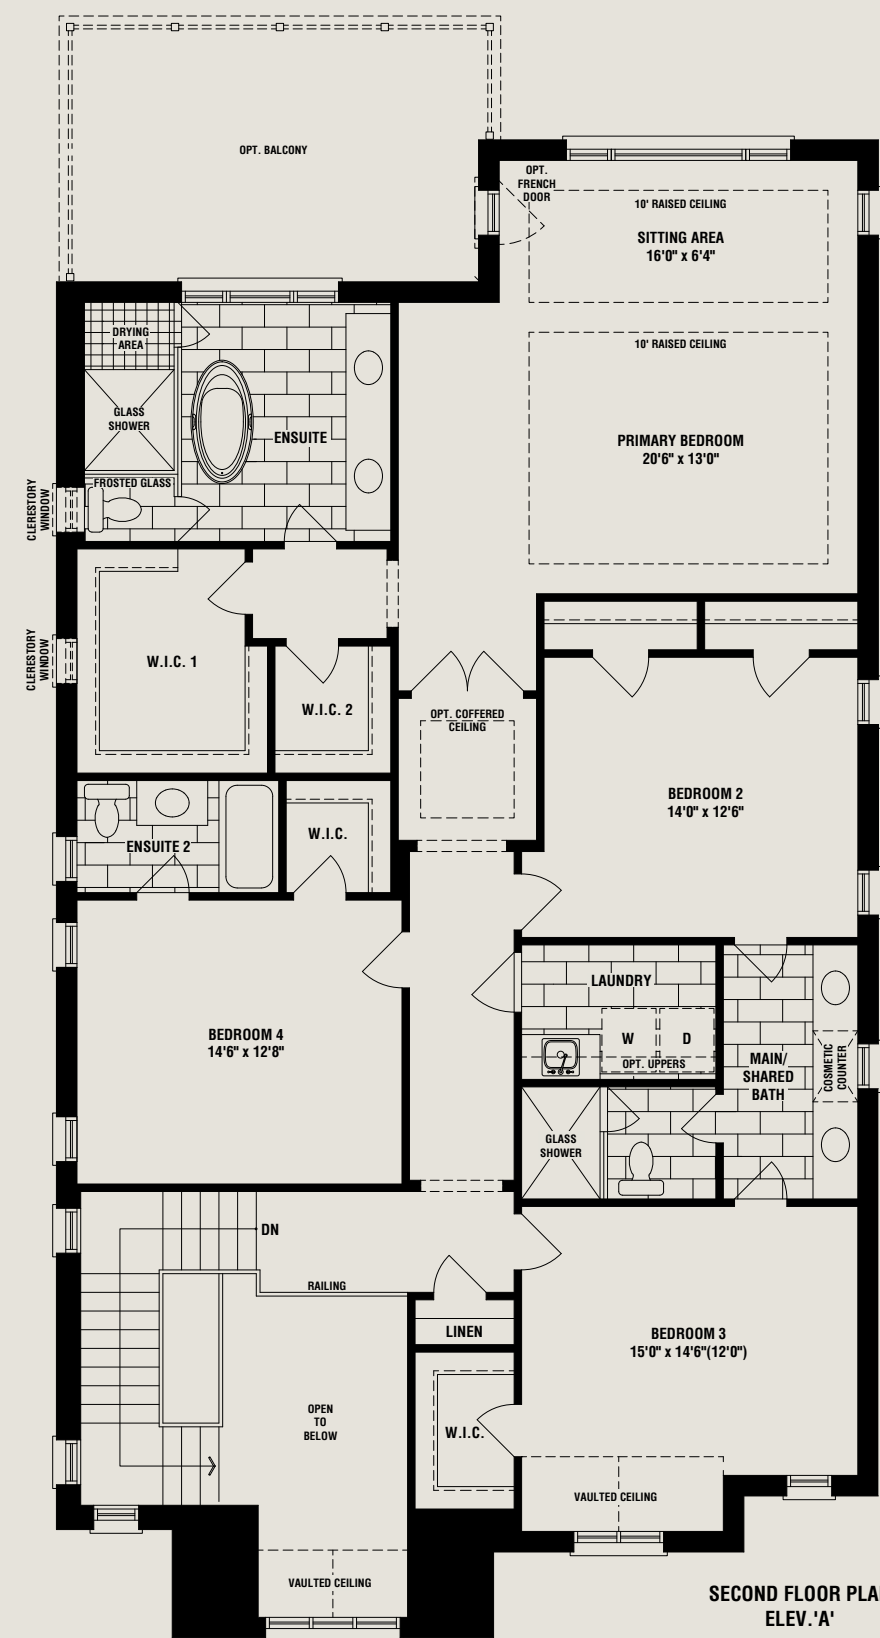 OPT. BALCONY
OPT.
FRENCH
DOOR
10' RAISED CEILING
SITTING AREA
16'0" x 6'4"
10' RAISED CEILING
DRYING
AREA
GLASS
SHOWER
ENSUITE
PRIMARY BEDROOM
20'6" x 13'0"
FROSTED GLASS
CLERESTORY
WINDOW
CLERESTORY
WINDOW
W.I.C. 1
W.I.C. 2
OPT. COFFERED
CEILING
BEDROOM 2
14'0" x 12'6"
ENSUITE 2
W.I.C.
LAUNDRY
W
D
OPT. UPPERS
BEDROOM 4
14'6" x 12'8"
MAIN/
SHARED
BATH
COSMETIC
COUNTER
GLASS
SHOWER
DN
RAILING
LINEN
BEDROOM 3
15'0" x 14'6"(12'0")
OPEN
TO
BELOW
W.I.C.
VAULTED CEILING
VAULTED CEILING
SECOND FLOOR PLA
ELEV.'A'